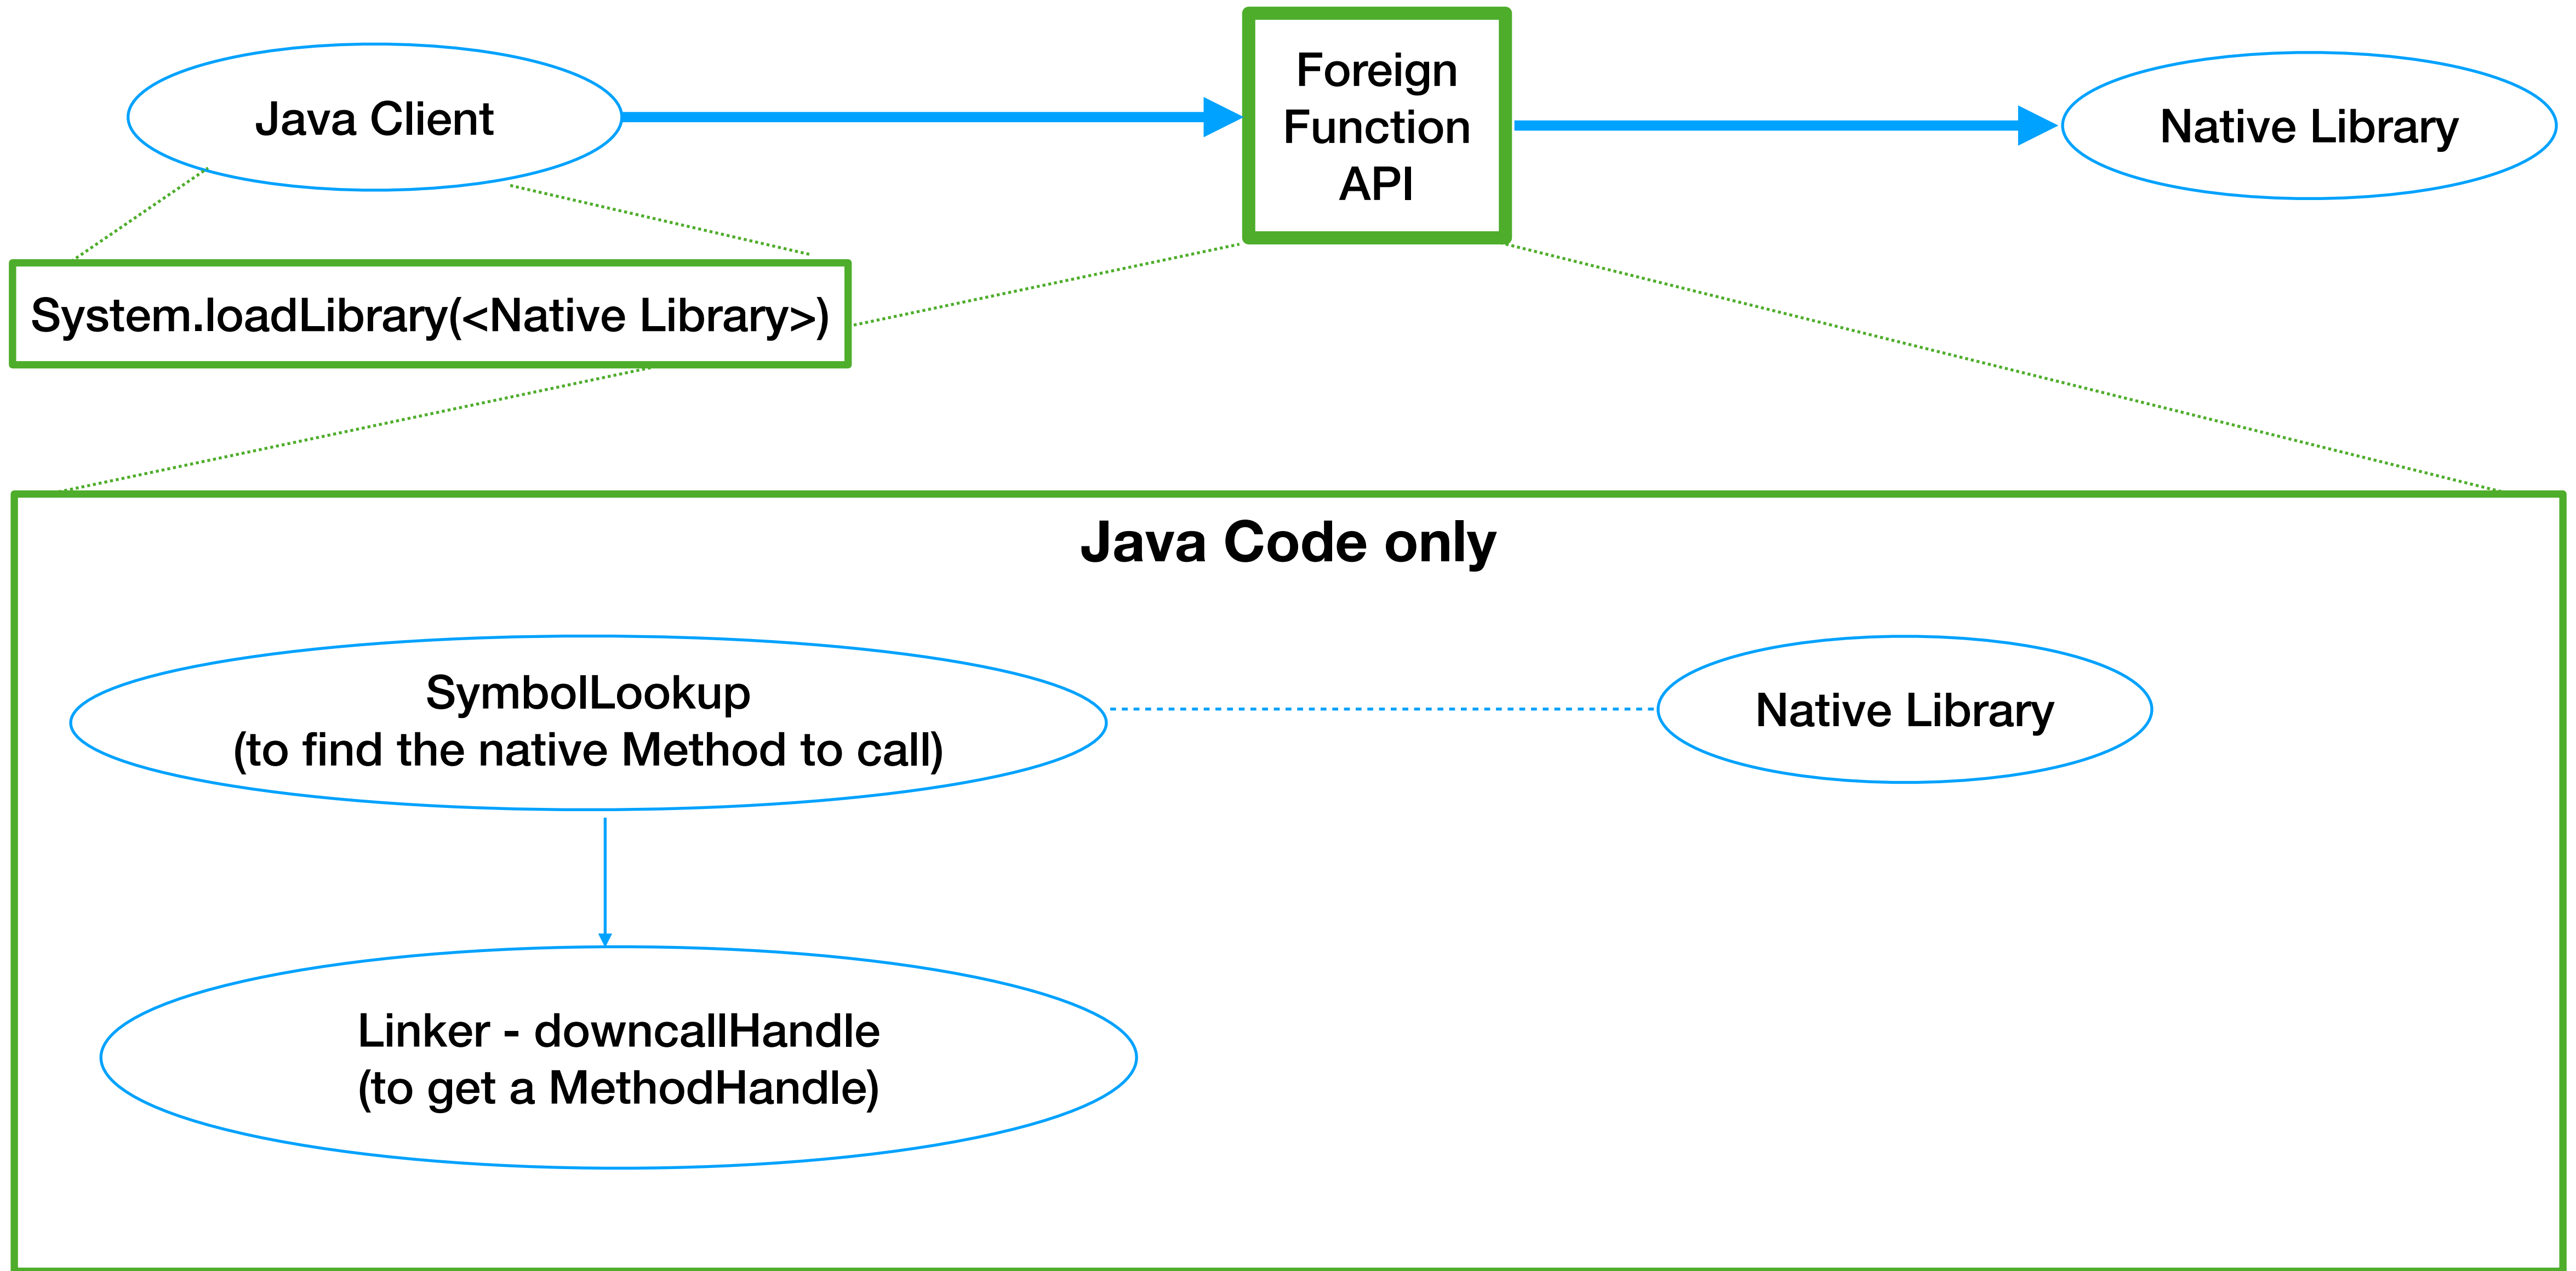 Java Client
Foreign
Function
API
Native Library
System.loadLibrary(<Native Library>)
Java Code only
SymbolLookup
(to find the native Method to call)
Native Library
Linker - downcallHandle
(to get a MethodHandle)